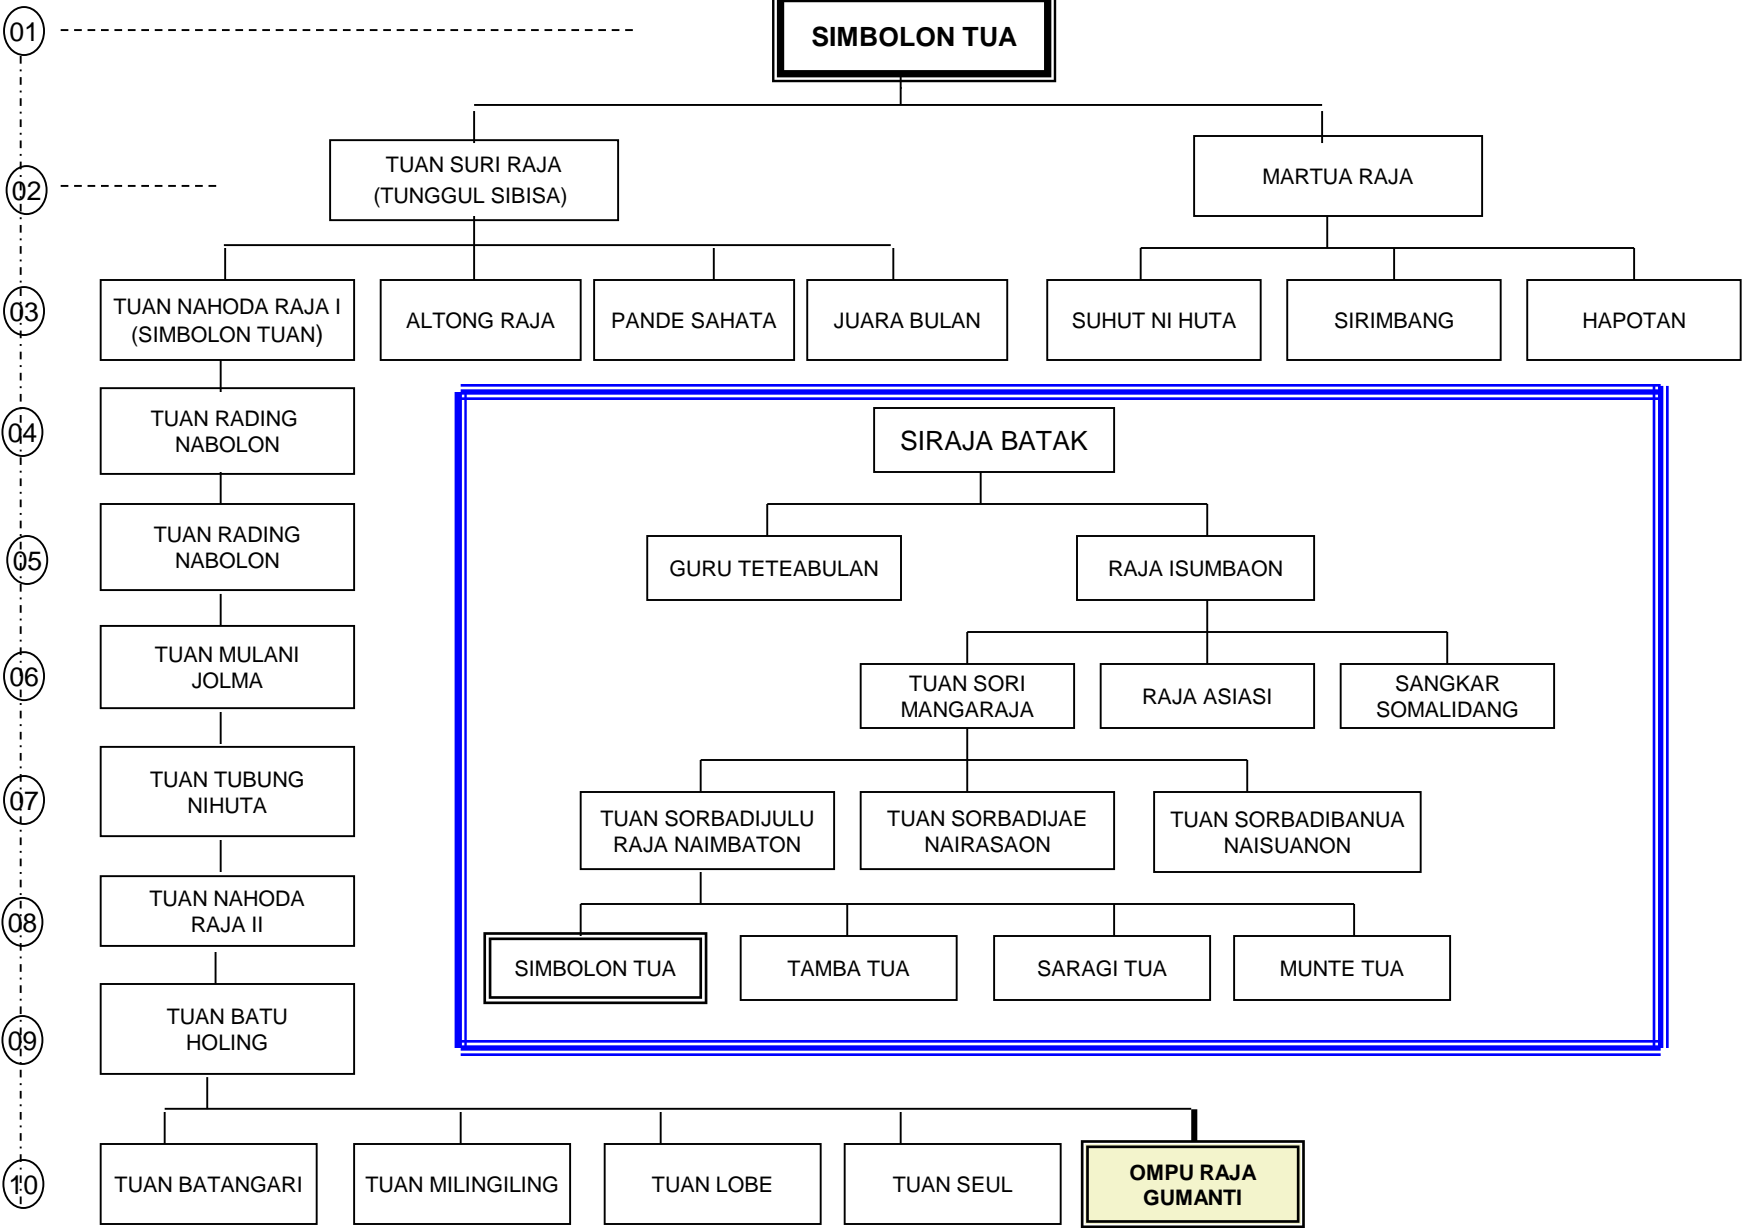 01
SIMBOLON TUA
02
TUAN SURI RAJA
(TUNGGUL SIBISA)
MARTUA RAJA
03
TUAN NAHODA RAJA I
(SIMBOLON TUAN)
ALTONG RAJA
PANDE SAHATA
JUARA BULAN
SUHUT NI HUTA
SIRIMBANG
HAPOTAN
04
TUAN RADING
NABOLON
SIRAJA BATAK
05
TUAN RADING
NABOLON
GURU TETEABULAN
RAJA ISUMBAON
06
TUAN MULANI
JOLMA
TUAN SORI
MANGARAJA
RAJA ASIASI
SANGKAR
SOMALIDANG
07
TUAN TUBUNG
NIHUTA
TUAN SORBADIJULU
RAJA NAIMBATON
TUAN SORBADIJAE
NAIRASAON
TUAN SORBADIBANUA
NAISUANON
08
TUAN NAHODA
RAJA II
SIMBOLON TUA
TAMBA TUA
SARAGI TUA
MUNTE TUA
09
TUAN BATU
HOLING
10
TUAN BATANGARI
TUAN MILINGILING
TUAN LOBE
TUAN SEUL
OMPU RAJA
GUMANTI